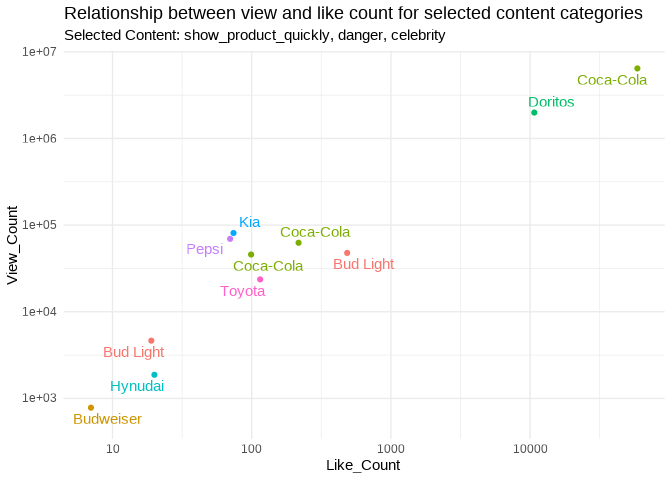 Relationship between view and like count for selected content categories
Selected Content: show_product_quickly, danger, celebrity
1e+07
Coca-Cola
Doritos
1e+06
Kia
1e+05
Coca-Cola
Pepsi
Coca-Cola
Bud Light
Toyota
1e+04
Bud Light
Hynudai
1e+03
Budweiser
View_Count
10
100
1000
10000
Like_Count